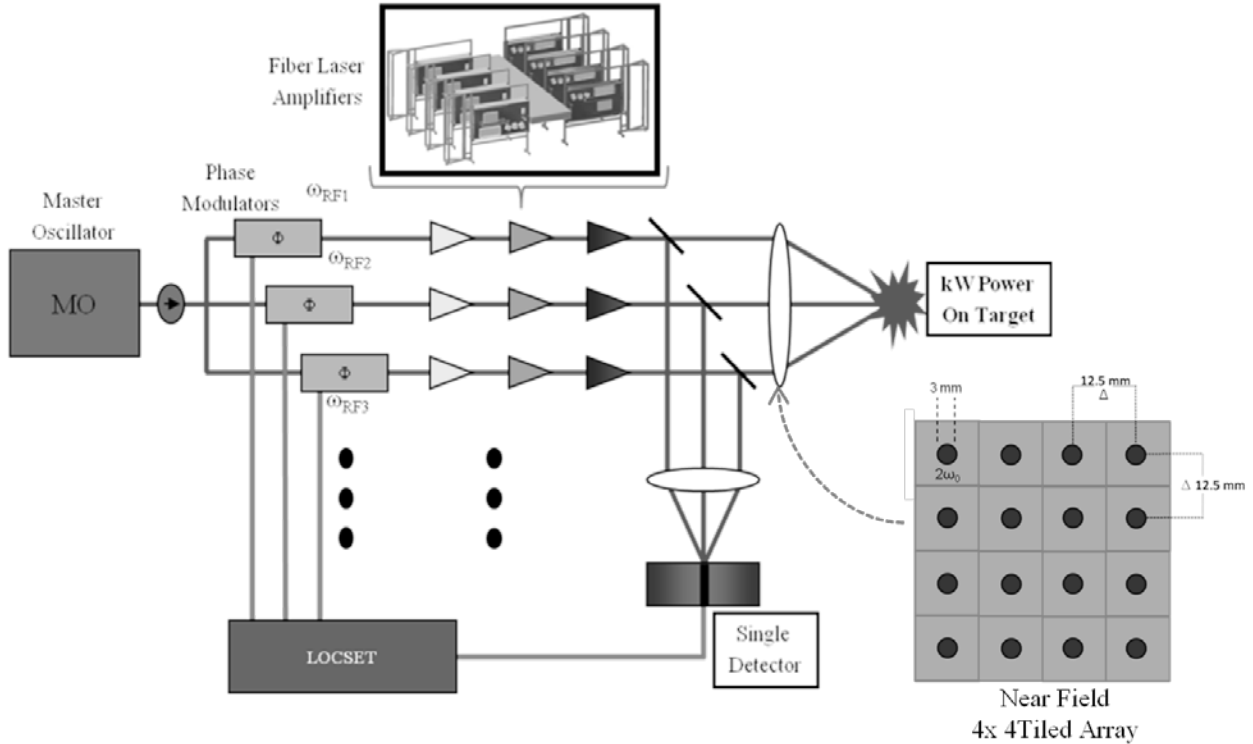 Fiber Laser
Amplifiers
Phase
Modulators
ωRF1
Master
Oscillator
MO
Φ
ωRF2
Φ
Φ
ωRF3
kW Power
On Target
3 mm
12.5 mm
Δ
2ω0
Δ 12.5 mm
LOCSET
Single
Detector
Near Field
4x 4Tiled Array